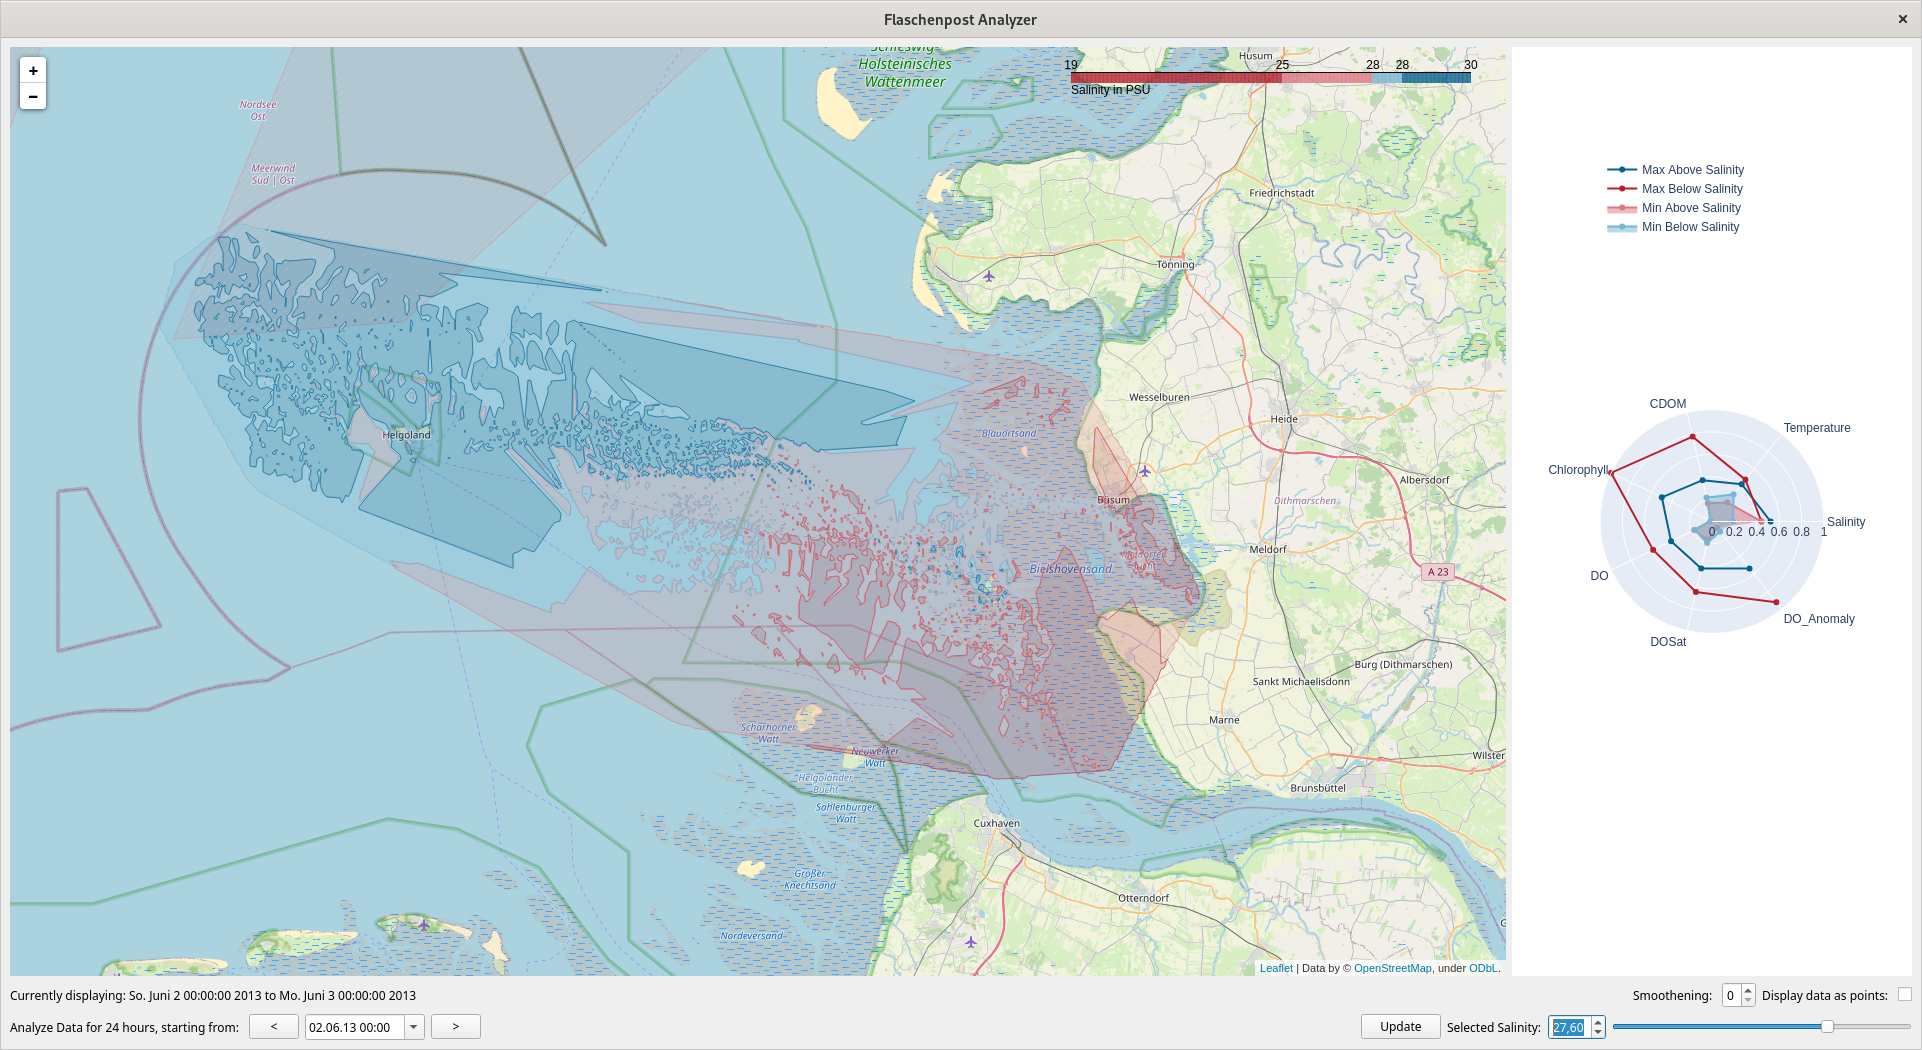 Flaschenpost Analyzer
×
+
−
Schleswig-
Holsteinisches
Wattenmeer
Husum
19 25 28 28 30
Salinity in PSU
Nordsee
Ost
Meerwind
Süd | Ost
Friedrichstadt
Tönning
Wesselburen
Heide
Blauortsand
Helgoland
Albersdorf
Büsum
Dithmarschen
Meldorf
Bielshövensand
A 23
Burg (Dithmarschen)
Sankt Michaelisdonn
Marne
Scharhörner
Watt
Neuwerker
Watt
Wilster
Helgoländer
Bucht
Brunsbüttel
Sahlenburger
Watt
Cuxhaven
Großer
Knechtsand
Otterndorf
Nordeversand
G
Leaflet | Data by © OpenStreetMap, under ODbL.
Max Above Salinity
Max Below Salinity
Min Above Salinity
Min Below Salinity
CDOM
Temperature
Chlorophyll
Salinity
0 0.2 0.4 0.6 0.8 1
DO
DO_Anomaly
DOSat
Currently displaying: So. Juni 2 00:00:00 2013 to Mo. Juni 3 00:00:00 2013
Smoothening: 0 Display data as points:
Analyze Data for 24 hours, starting from: < 02.06.13 00:00 >
Update Selected Salinity: 27,60